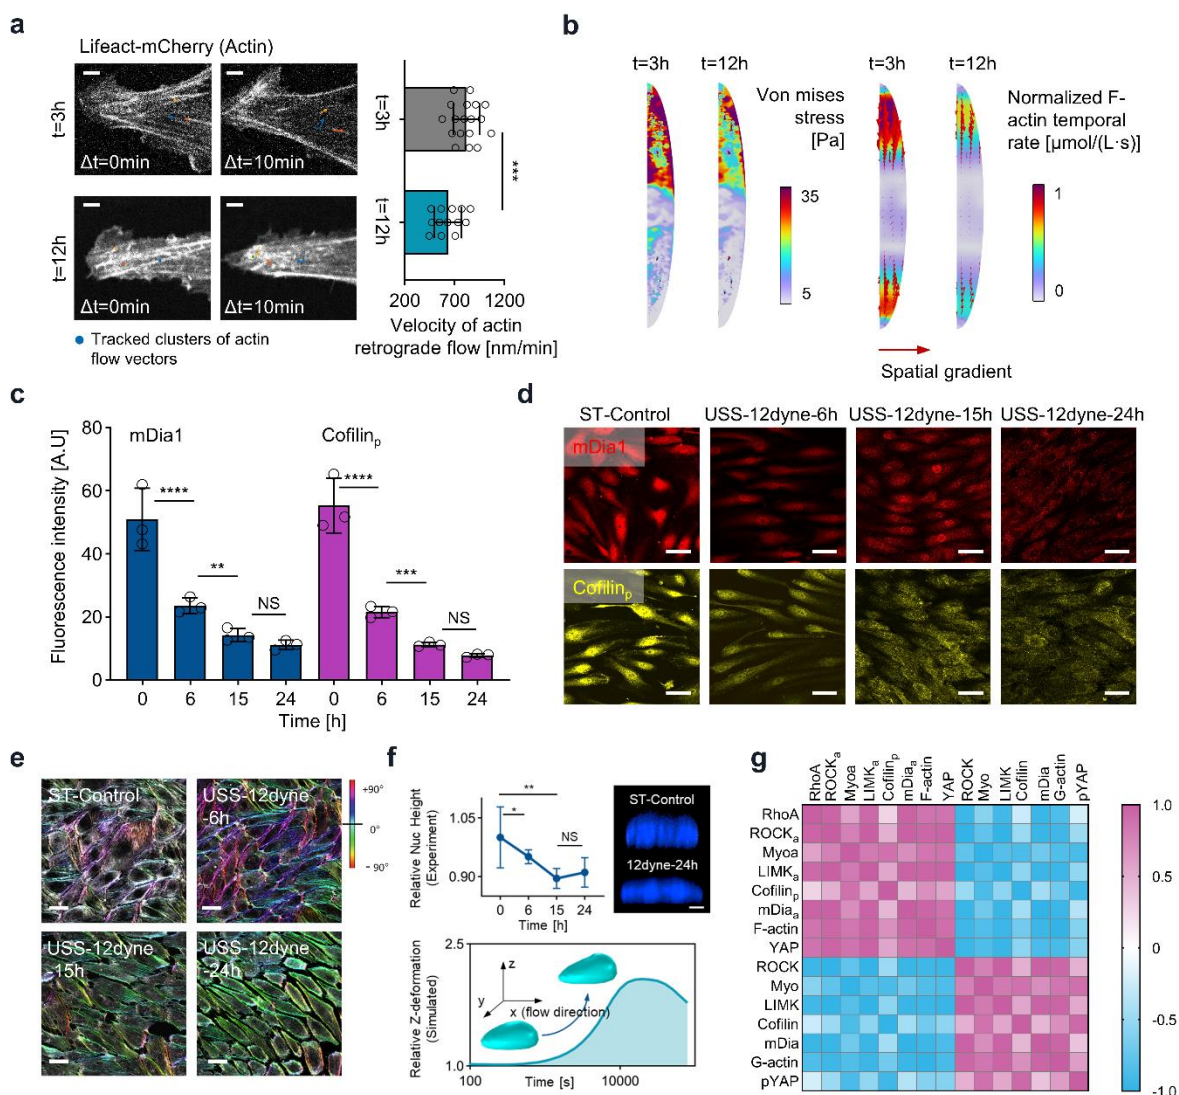 a
Lifeact-mCherry (Actin)
t=3h
Δt=0min
Δt=10min
t=12h
Δt=0min
Δt=10min
Tracked clusters of actin
flow vectors
t=3h
t=12h
***
200
700
1200
Velocity of actin
retrograde flow [nm/min]
b
t=3h
t=12h
Von mises
stress
[Pa]
35
5
t=3h
t=12h
Normalized F-
actin temporal
rate [µmol/(L·s)]
1
0
Spatial gradient
c
Fluorescence intensity [A.U]
80
60
40
20
0
mDia1
Cofilinp
****
**
NS
****
***
NS
0
6
15
24
0
6
15
24
Time [h]
d
ST-Control
USS-12dyne-6h
USS-12dyne-15h
USS-12dyne-24h
mDia1
Cofilinp
e
ST-Control
USS-12dyne
-6h
+90°
0°
- 90°
USS-12dyne
-15h
USS-12dyne
-24h
f
Relative Nuc Height
(Experiment)
1.05
0.90
**
*
NS
0
6
15
24
Time [h]
ST-Control
12dyne-24h
Relative Z-deformation
(Simulated)
2.5
1.0
z
y
x (flow direction)
100
Time [s]
10000
g
RhoA
ROCKa
Myoa
LIMKa
Cofilinp
mDiaa
F-actin
YAP
ROCK
Myo
LIMK
Cofilin
mDia
G-actin
pYAP
RhoA
ROCKa
Myoa
LIMKa
Cofilinp
mDiaa
F-actin
YAP
ROCK
Myo
LIMK
Cofilin
mDia
G-actin
pYAP
1.0
0.5
0
-0.5
-1.0